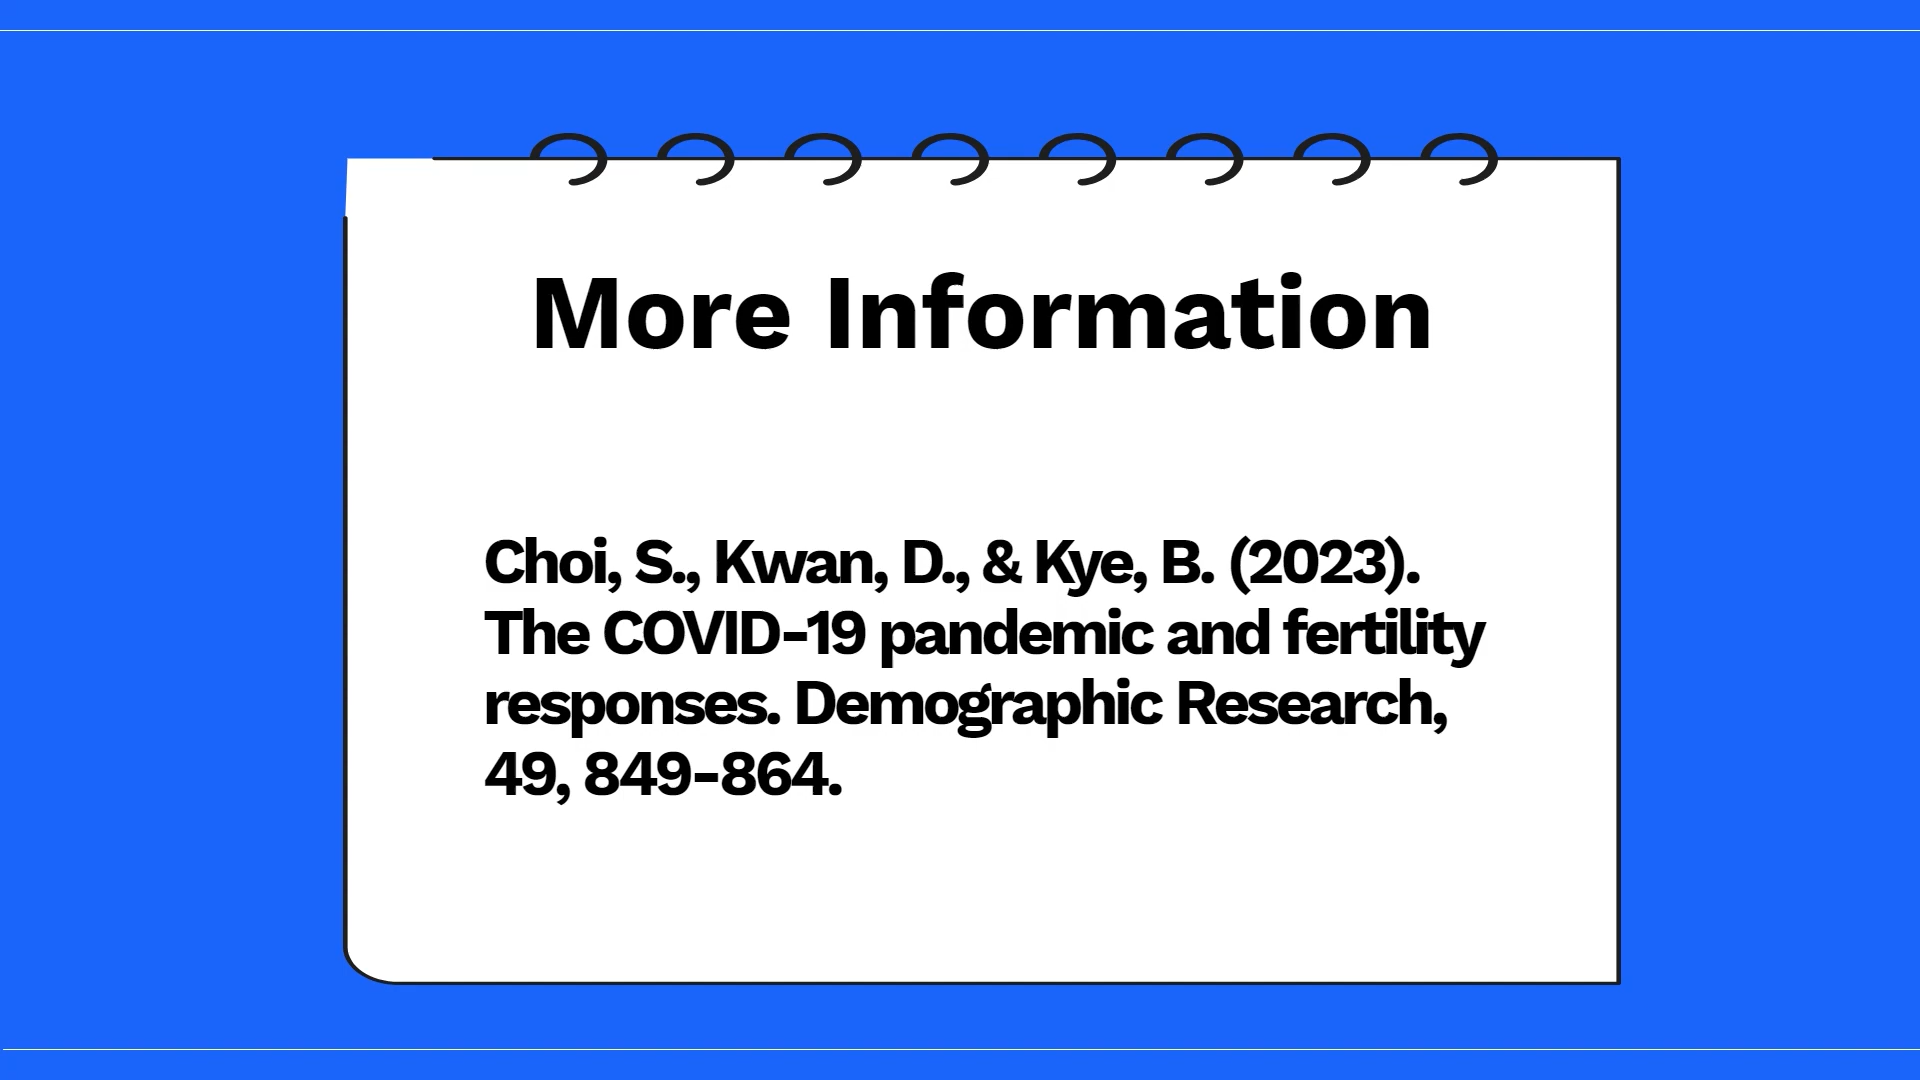 More Information
Choi, S., Kwan, D., & Kye, B. (2023).
The COVID-19 pandemic and fertility
responses. Demographic Research,
49, 849-864.